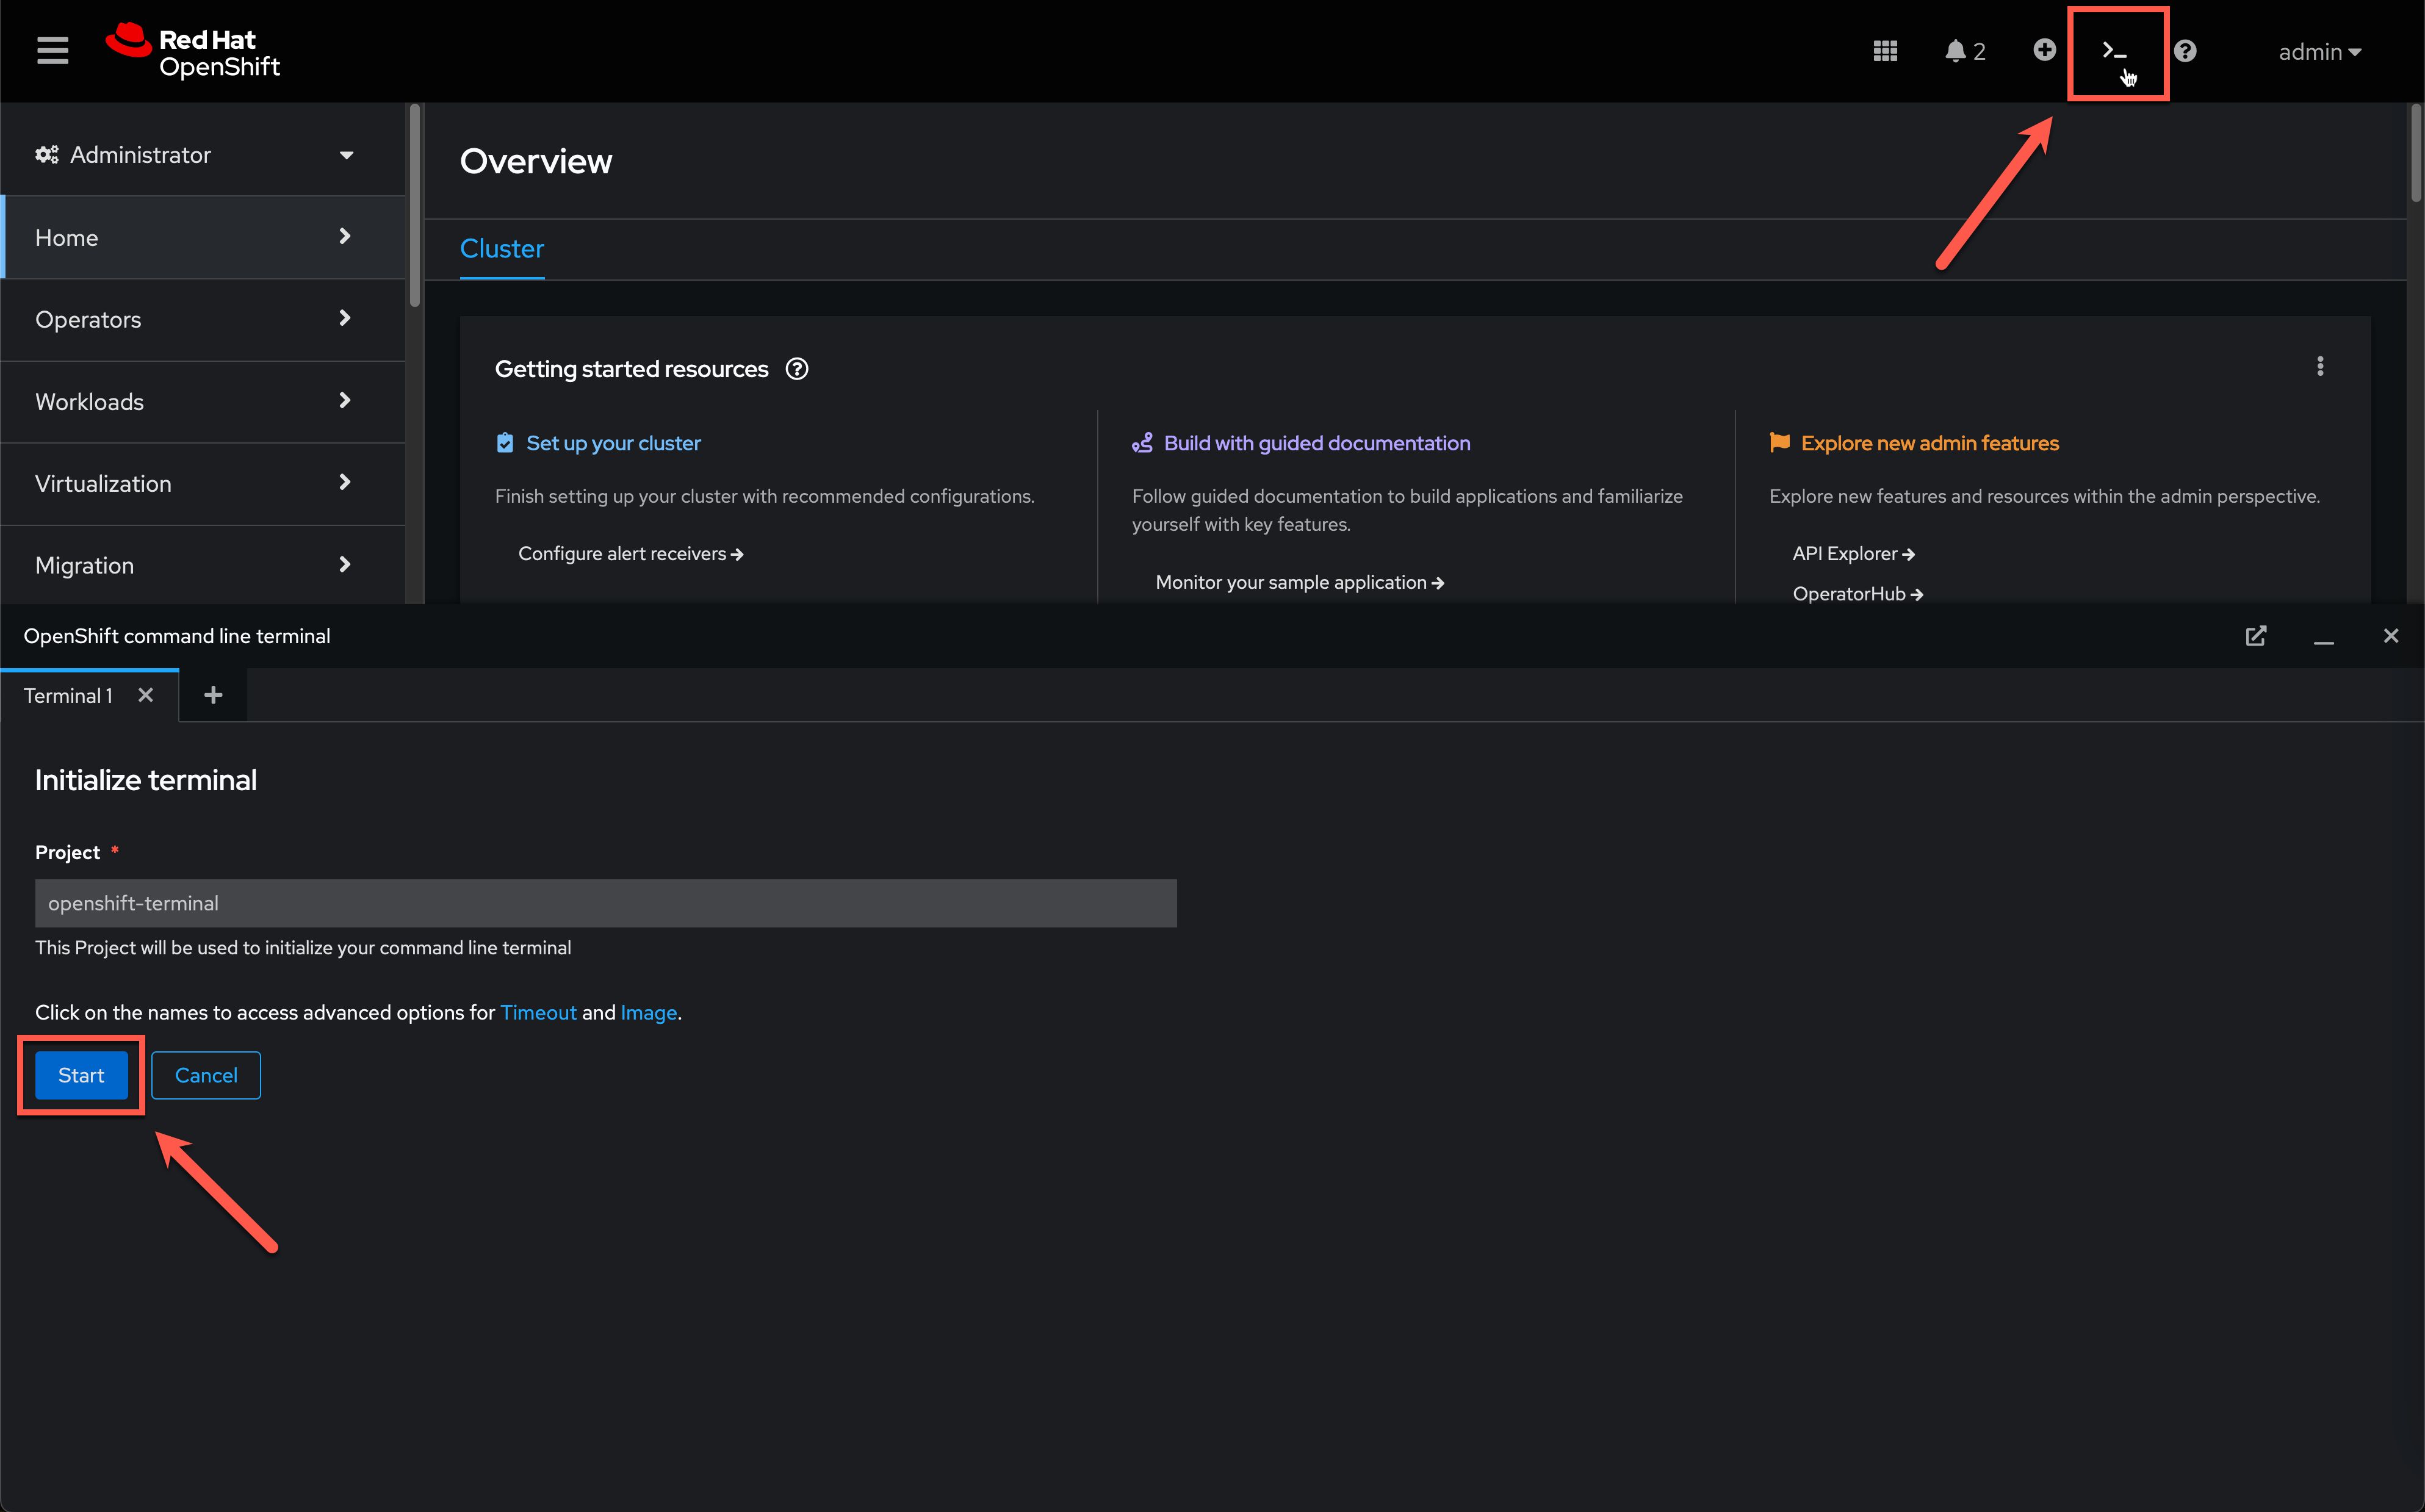 Red Hat
OpenShift
2
admin
Administrator
Home
Operators
Workloads
Virtualization
Migration
Overview
Cluster
Getting started resources
Set up your cluster
Finish setting up your cluster with recommended configurations.
Configure alert receivers
Build with guided documentation
Follow guided documentation to build applications and familiarize
yourself with key features.
Monitor your sample application
Explore new admin features
Explore new features and resources within the admin perspective.
API Explorer
OperatorHub
OpenShift command line terminal
Terminal 1
Initialize terminal
Project *
openshift-terminal
This Project will be used to initialize your command line terminal
Click on the names to access advanced options for Timeout and Image.
Start
Cancel